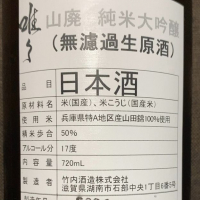 唯々
山廃 純米大吟醸
(無濾過生原酒)
品目 日本酒
原材料名 米(国産)、米こうじ(国産米)
使用米 兵庫県特A地区産山田錦100%使用
精米歩合 50%
アルコール分 17度
内容量 720mL
製造者 竹内酒造株式会社
滋賀県湖南市石部中央1丁目6番5号